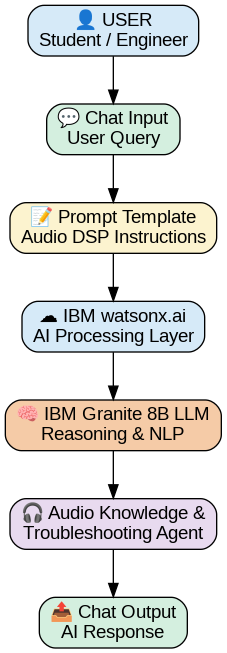 👤 USER
Student / Engineer
💬 Chat Input
User Query
📝 Prompt Template
Audio DSP Instructions
☁ IBM watsonx.ai
AI Processing Layer
🧠 IBM Granite 8B LLM
Reasoning & NLP
🎧 Audio Knowledge &
Troubleshooting Agent
📤 Chat Output
AI Response